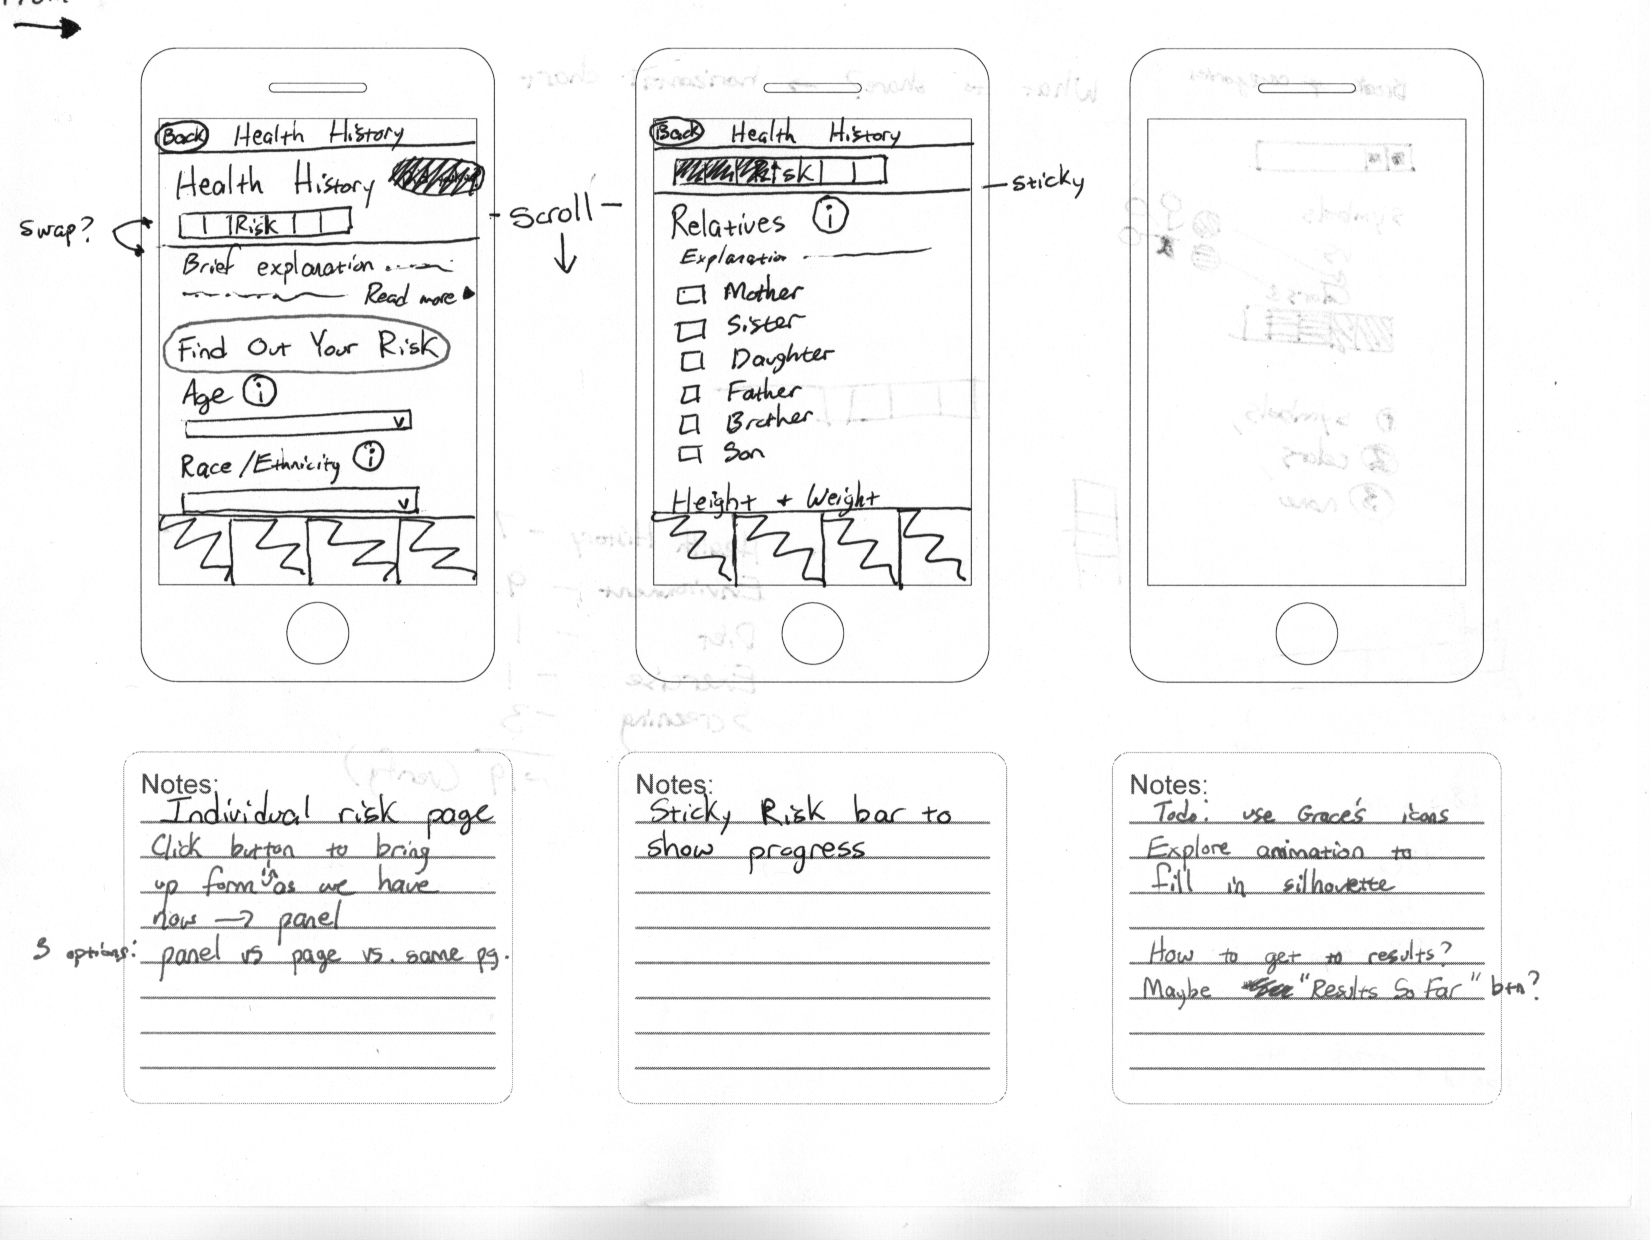 Back Health History
Health History
Risk
swap?
Brief explanation
Read more
Find Out Your Risk
Age i
Race/Ethnicity i
- Scroll -
Back Health History
Risk
sticky
Relatives i
Explanation
Mother
Sister
Daughter
Father
Brother
Son
Height + Weight
Notes:
Individual risk page
Click button to bring
up form in as we have
now → panel
3 options: panel vs page vs. same pg.
Notes:
Sticky Risk bar to
show progress
Notes:
Todo: use Grace's icons
Explore animation to
fill in silhouette
How to get to results?
Maybe "Results So Far" btn?